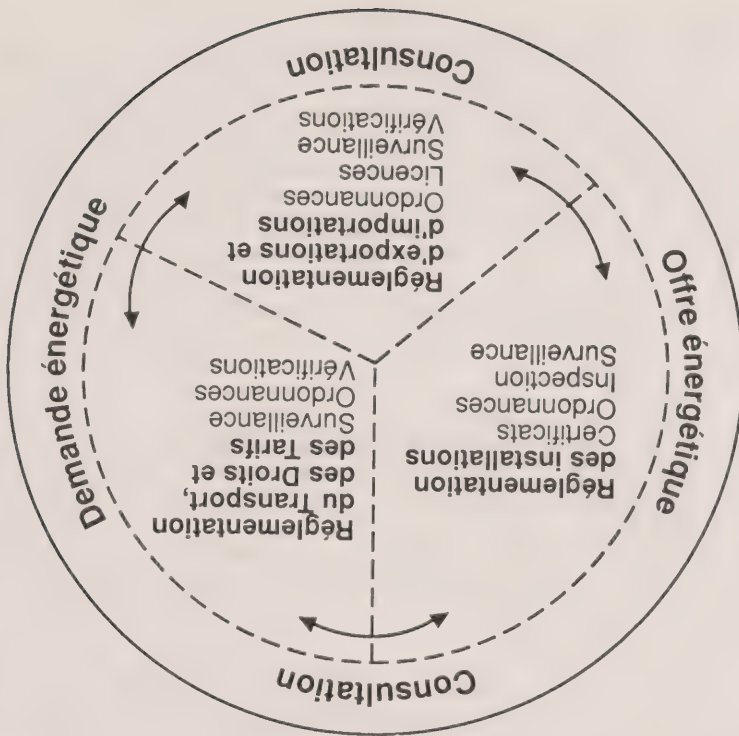 Consultation
Offre énergétique
Réglementation
des installations
Certificats
Ordonnances
Inspection
Surveillance
Réglementation
du Transport,
des Droits et
des Tarifs
Surveillance
Ordonnances
Vérifications
Demande énergétique
Réglementation
d'exportations et
d'importations
Ordonnances
Licences
Surveillance
Vérifications
Consultation